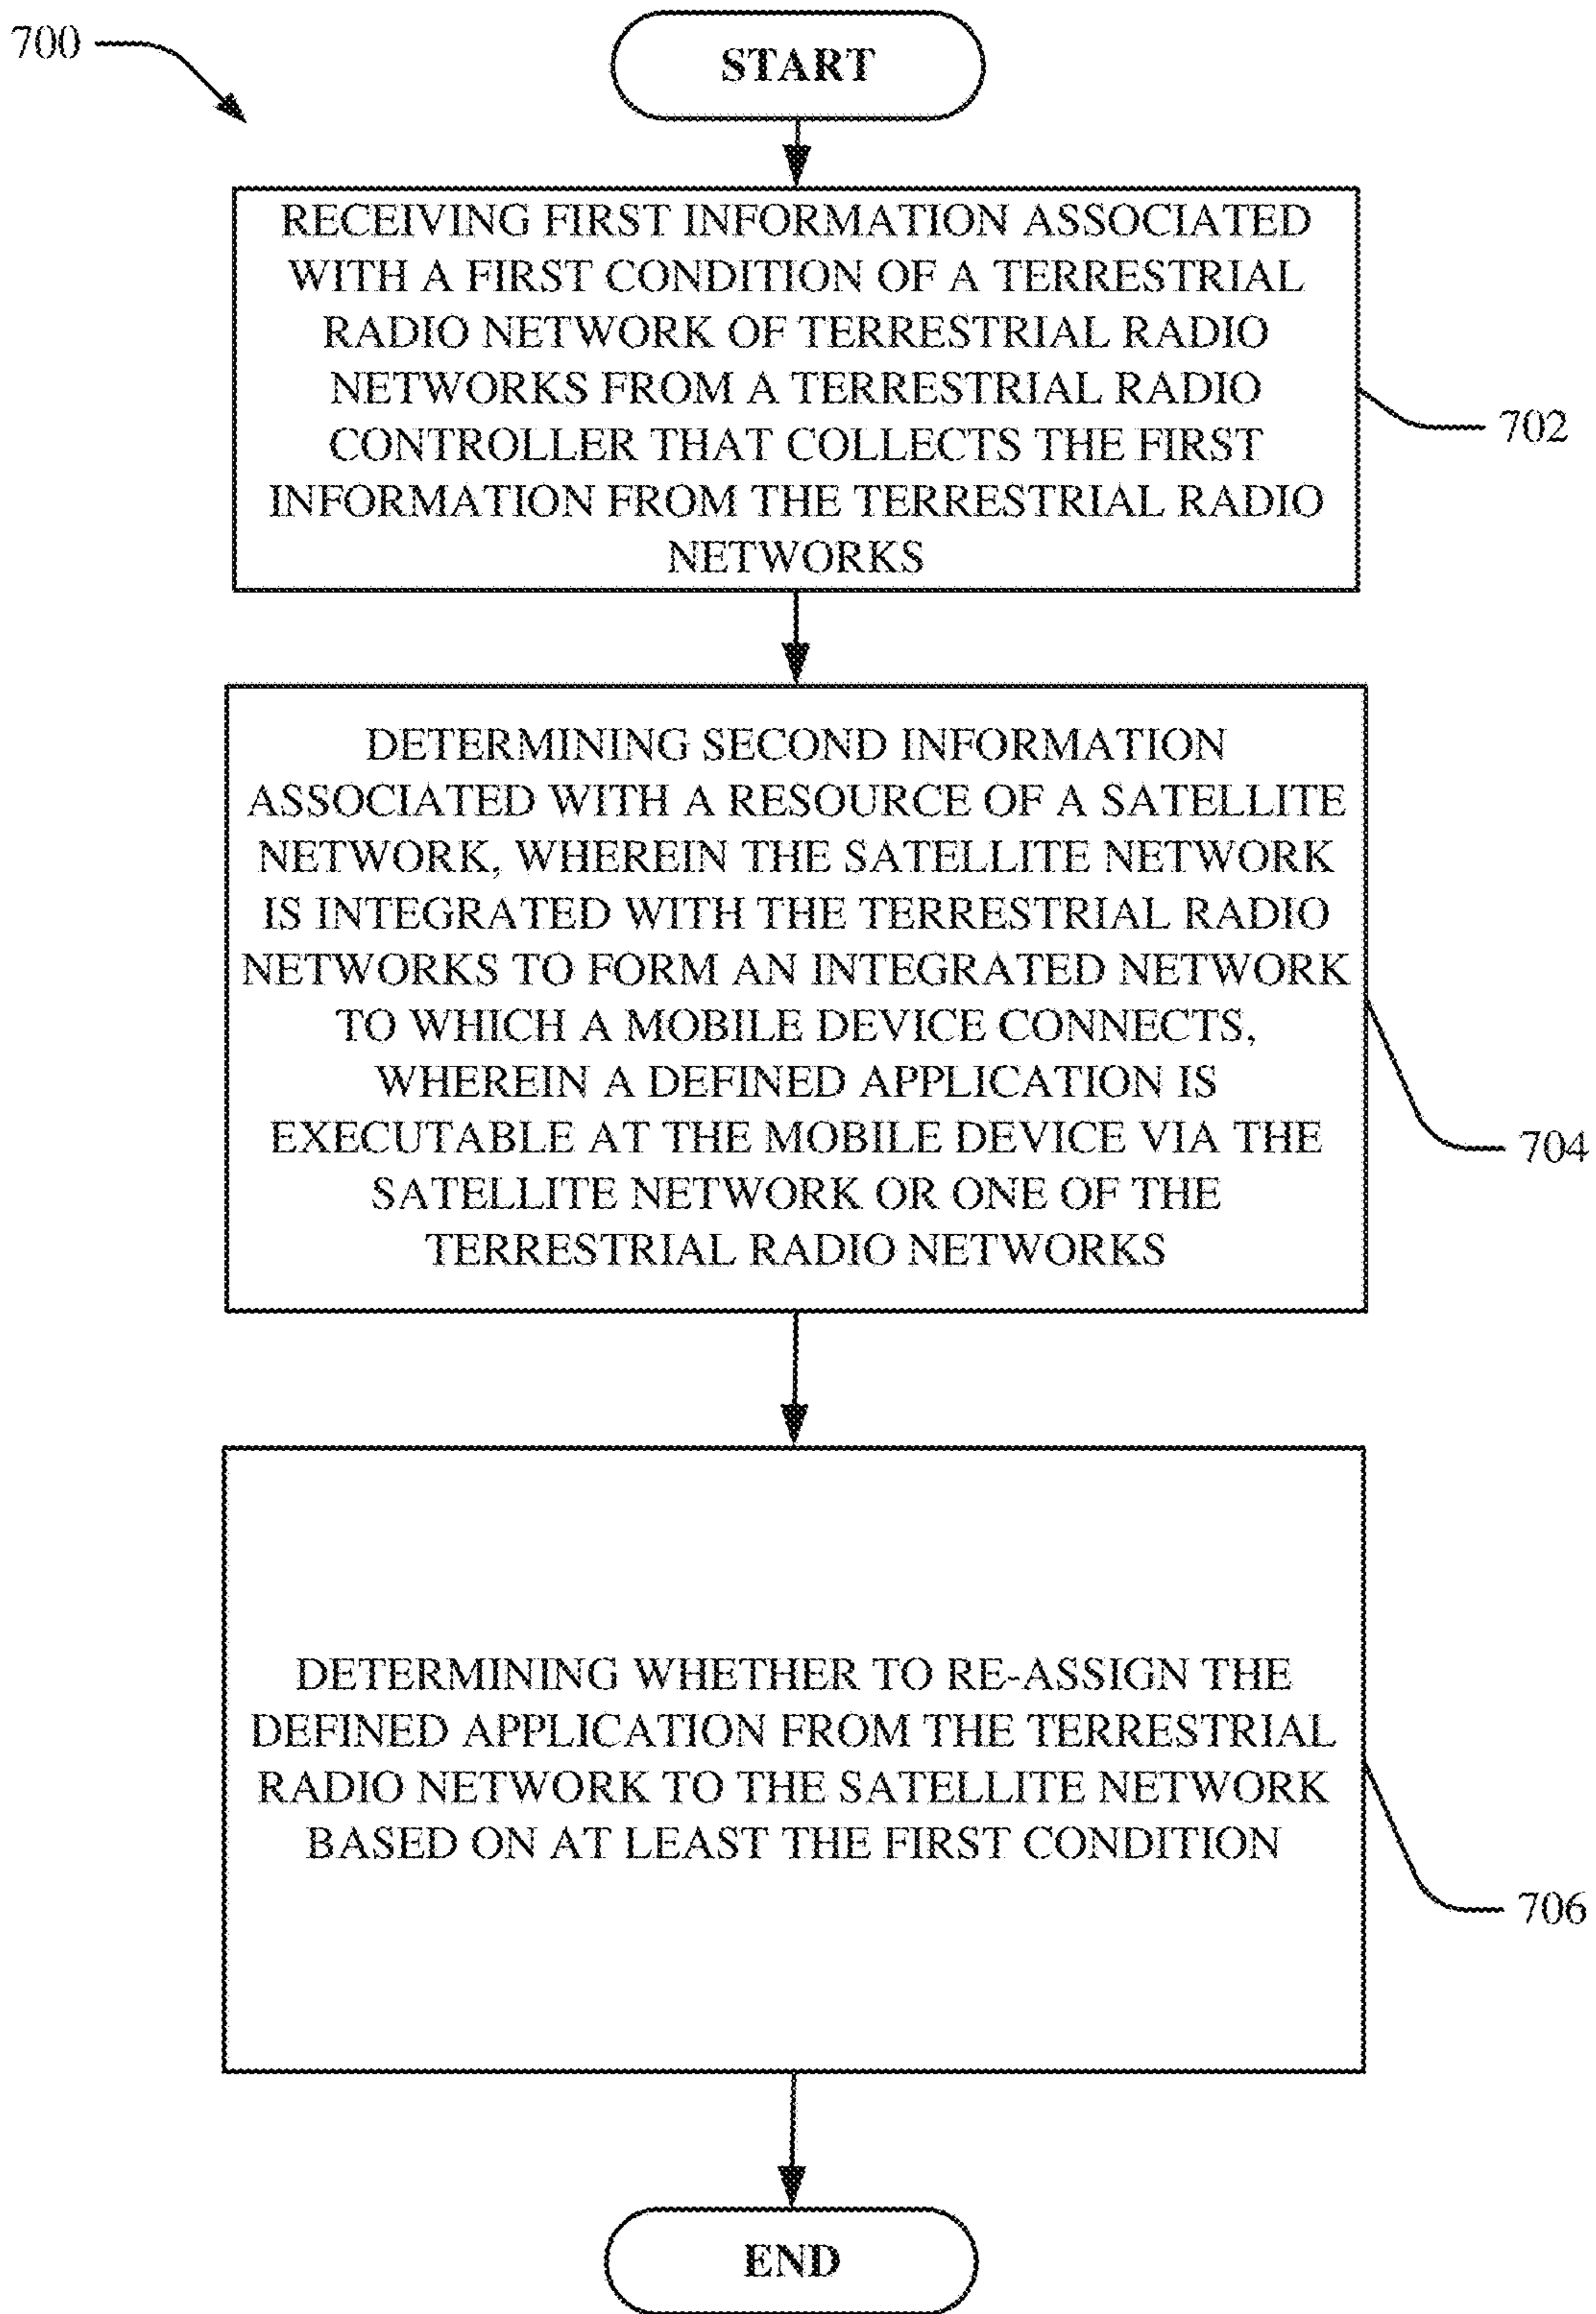 700
START
RECEIVING FIRST INFORMATION ASSOCIATED
WITH A FIRST CONDITION OF A TERRESTRIAL
RADIO NETWORK OF TERRESTRIAL RADIO
NETWORKS FROM A TERRESTRIAL RADIO
CONTROLLER THAT COLLECTS THE FIRST
INFORMATION FROM THE TERRESTRIAL RADIO
NETWORKS
702
DETERMINING SECOND INFORMATION
ASSOCIATED WITH A RESOURCE OF A SATELLITE
NETWORK, WHEREIN THE SATELLITE NETWORK
IS INTEGRATED WITH THE TERRESTRIAL RADIO
NETWORKS TO FORM AN INTEGRATED NETWORK
TO WHICH A MOBILE DEVICE CONNECTS,
WHEREIN A DEFINED APPLICATION IS
EXECUTABLE AT THE MOBILE DEVICE VIA THE
SATELLITE NETWORK OR ONE OF THE
TERRESTRIAL RADIO NETWORKS
704
DETERMINING WHETHER TO RE-ASSIGN THE
DEFINED APPLICATION FROM THE TERRESTRIAL
RADIO NETWORK TO THE SATELLITE NETWORK
BASED ON AT LEAST THE FIRST CONDITION
706
END